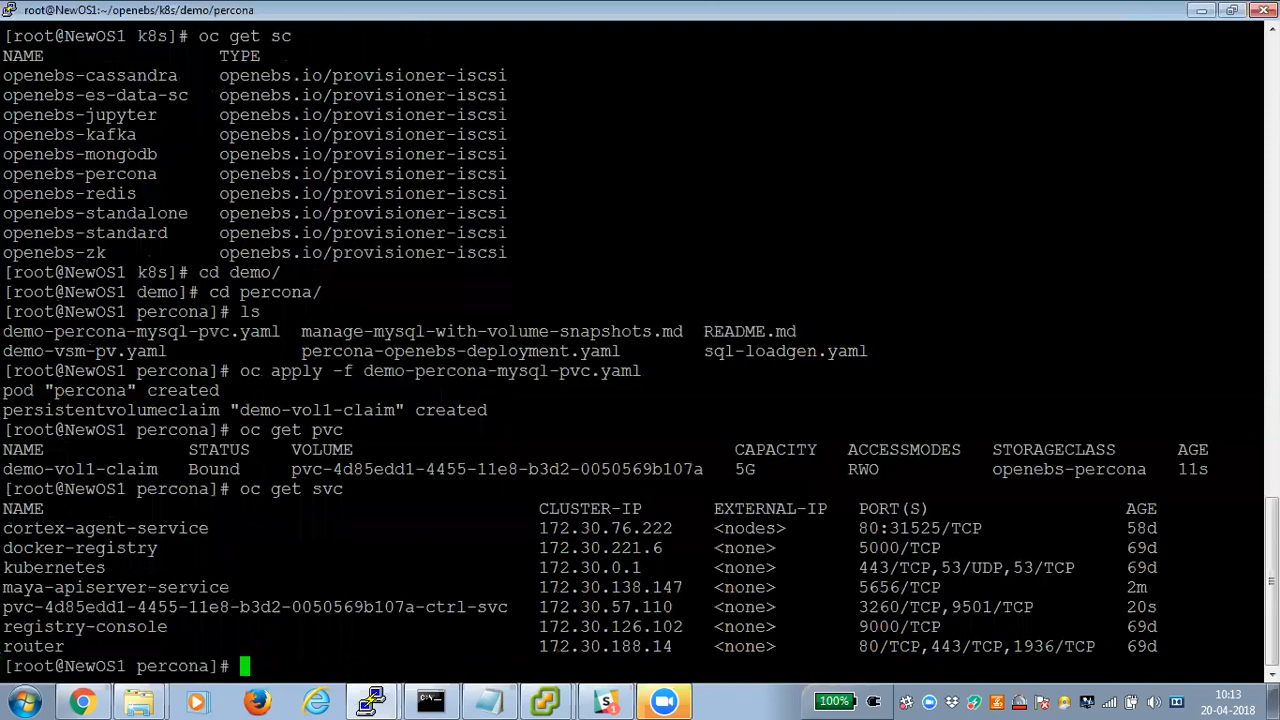 root@NewOS1:~/openebs/k8s/demo/percona
[root@NewOS1 k8s]# oc get sc
NAME TYPE
openebs-cassandra openebs.io/provisioner-iscsi
openebs-es-data-sc openebs.io/provisioner-iscsi
openebs-jupyter openebs.io/provisioner-iscsi
openebs-kafka openebs.io/provisioner-iscsi
openebs-mongodb openebs.io/provisioner-iscsi
openebs-percona openebs.io/provisioner-iscsi
openebs-redis openebs.io/provisioner-iscsi
openebs-standalone openebs.io/provisioner-iscsi
openebs-standard openebs.io/provisioner-iscsi
openebs-zk openebs.io/provisioner-iscsi
[root@NewOS1 k8s]# cd demo/
[root@NewOS1 demo]# cd percona/
[root@NewOS1 percona]# ls
demo-percona-mysql-pvc.yaml manage-mysql-with-volume-snapshots.md README.md
demo-vsm-pv.yaml percona-openebs-deployment.yaml sql-loadgen.yaml
[root@NewOS1 percona]# oc apply -f demo-percona-mysql-pvc.yaml
pod "percona" created
persistentvolumeclaim "demo-vol1-claim" created
[root@NewOS1 percona]# oc get pvc
NAME STATUS VOLUME CAPACITY ACCESSMODES STORAGECLASS AGE
demo-vol1-claim Bound pvc-4d85edd1-4455-11e8-b3d2-0050569b107a 5G RWO openebs-percona 11s
[root@NewOS1 percona]# oc get svc
NAME CLUSTER-IP EXTERNAL-IP PORT(S) AGE
cortex-agent-service 172.30.76.222 <nodes> 80:31525/TCP 58d
docker-registry 172.30.221.6 <none> 5000/TCP 69d
kubernetes 172.30.0.1 <none> 443/TCP,53/UDP,53/TCP 69d
maya-apiserver-service 172.30.138.147 <none> 5656/TCP 2m
pvc-4d85edd1-4455-11e8-b3d2-0050569b107a-ctrl-svc 172.30.57.110 <none> 3260/TCP,9501/TCP 20s
registry-console 172.30.126.102 <none> 9000/TCP 69d
router 172.30.188.14 <none> 80/TCP,443/TCP,1936/TCP 69d
[root@NewOS1 percona]#
100%
10:13
20-04-2018